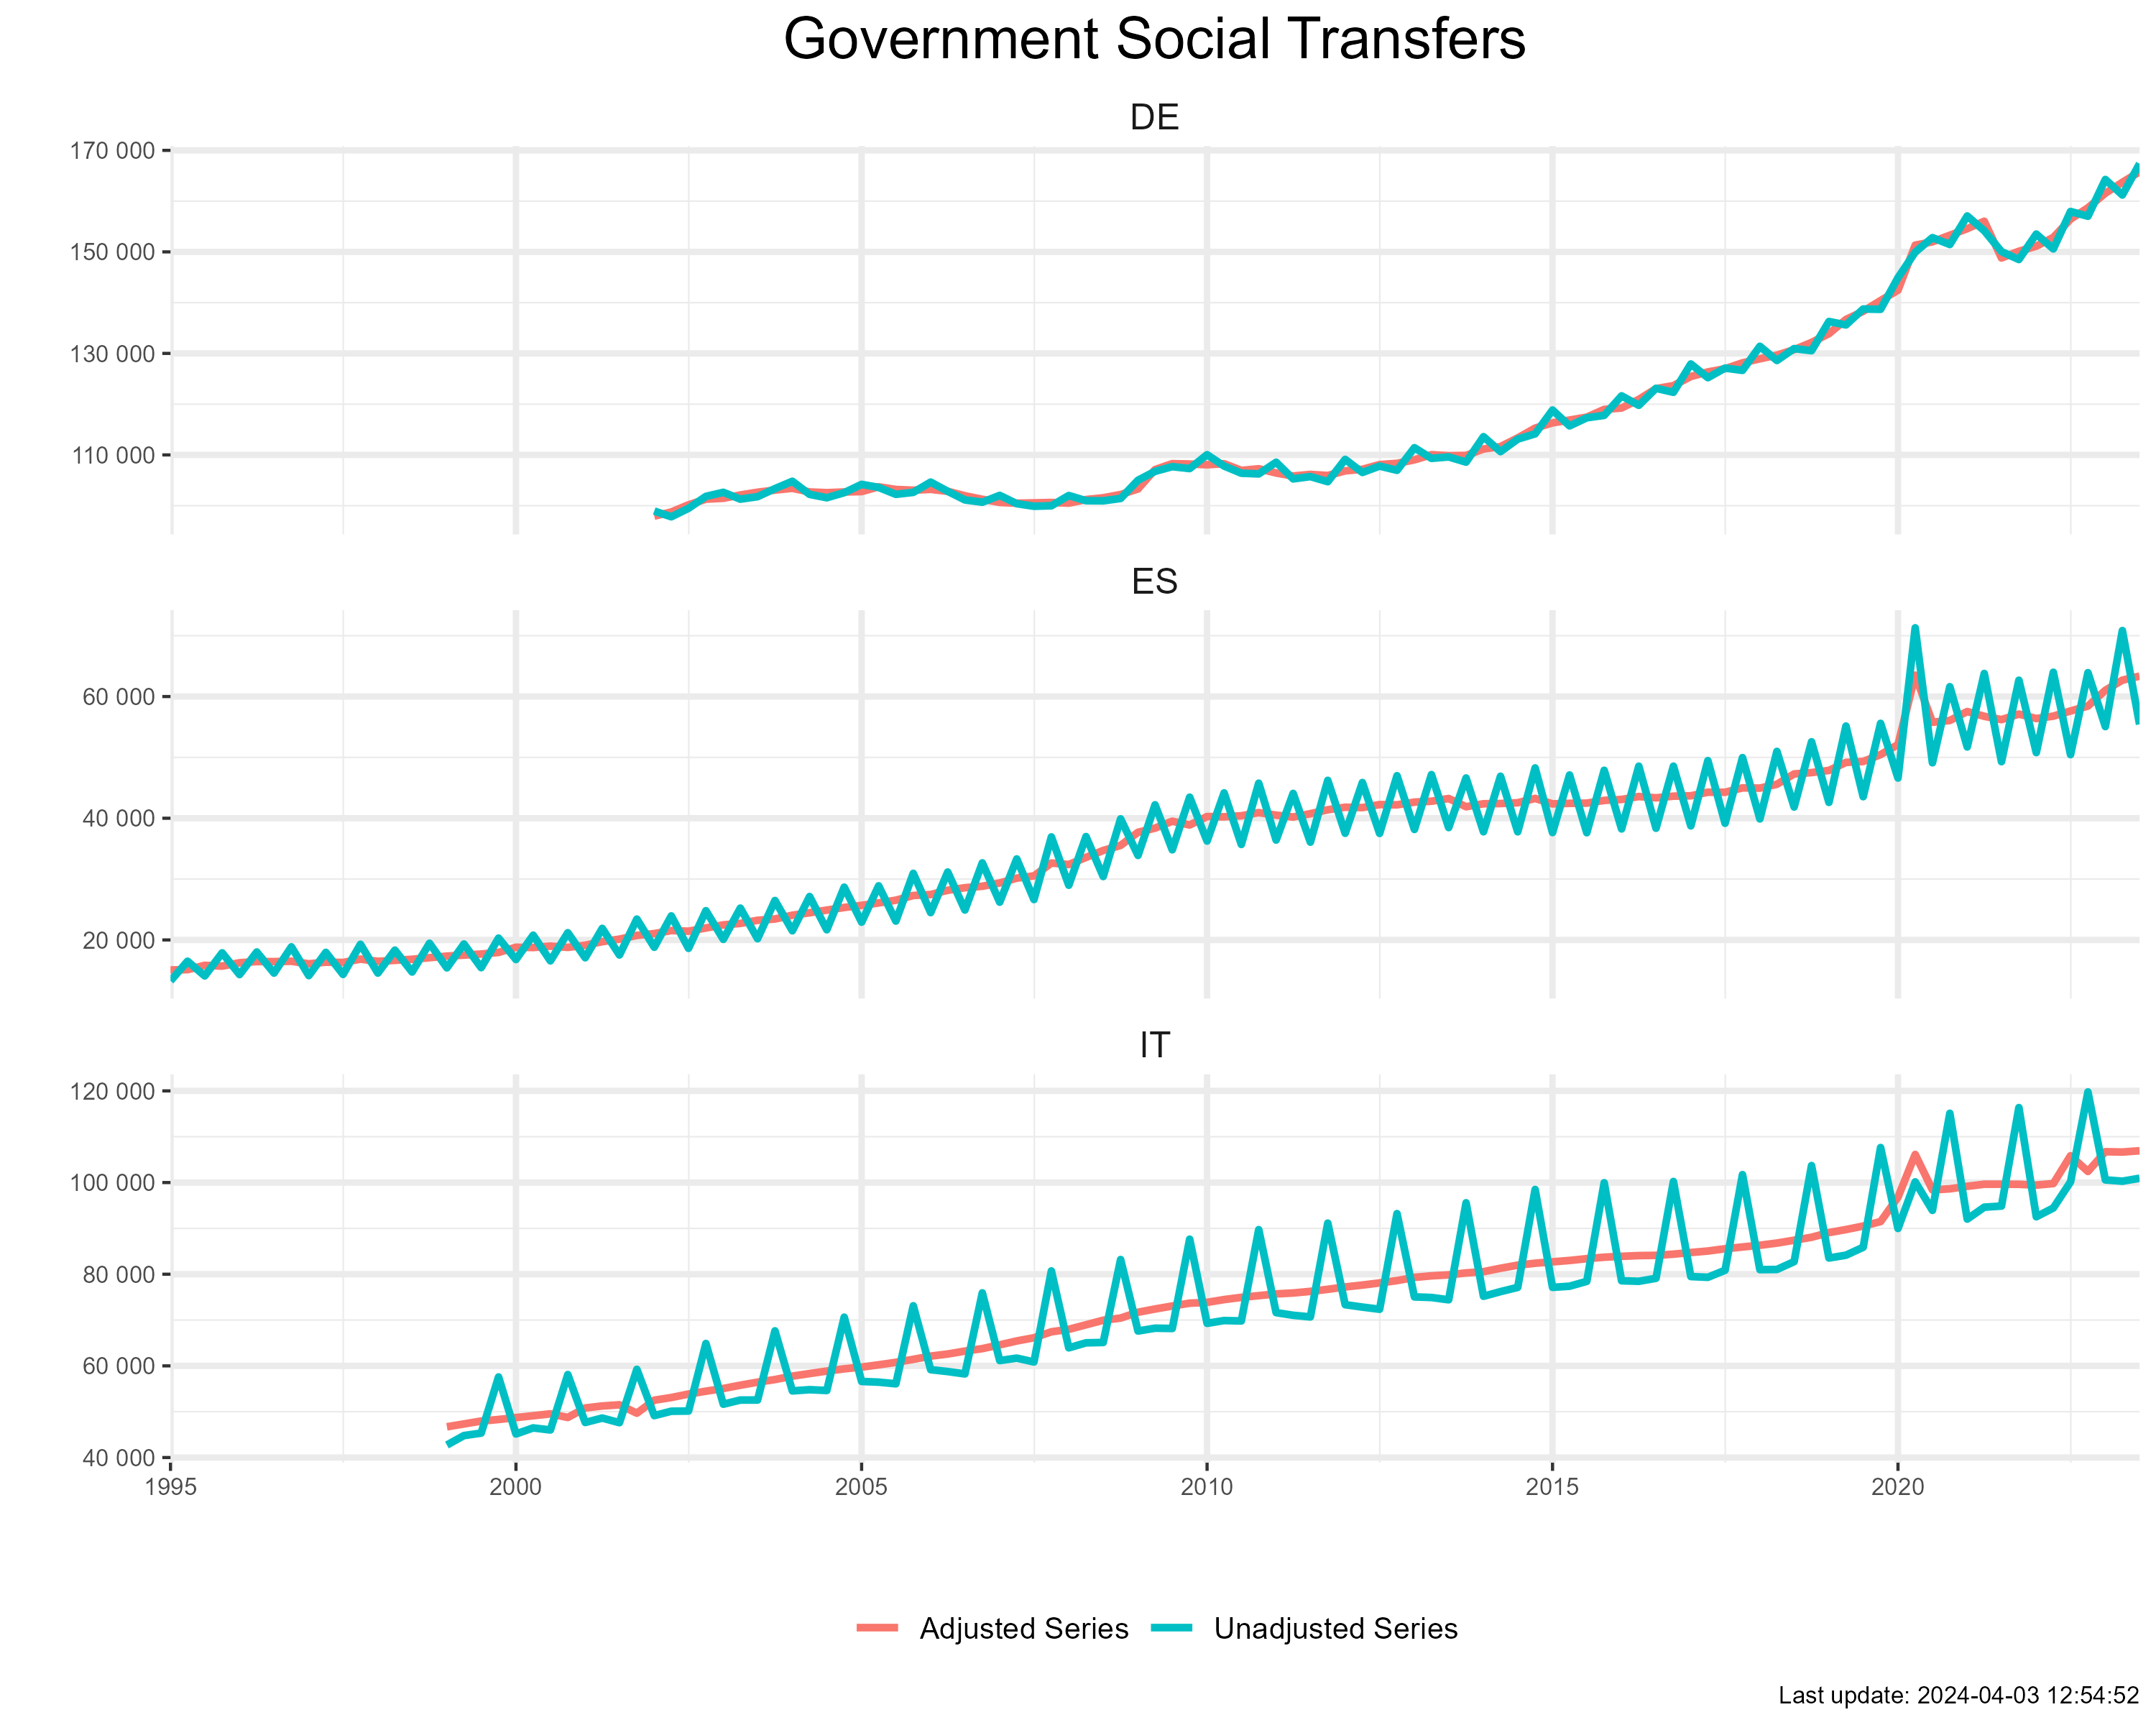 Government Social Transfers
DE
170 000
150 000
130 000
110 000
ES
60 000
40 000
20 000
IT
120 000
100 000
80 000
60 000
40 000
1995 2000 2005 2010 2015 2020
Adjusted Series Unadjusted Series
Last update: 2024-04-03 12:54:52